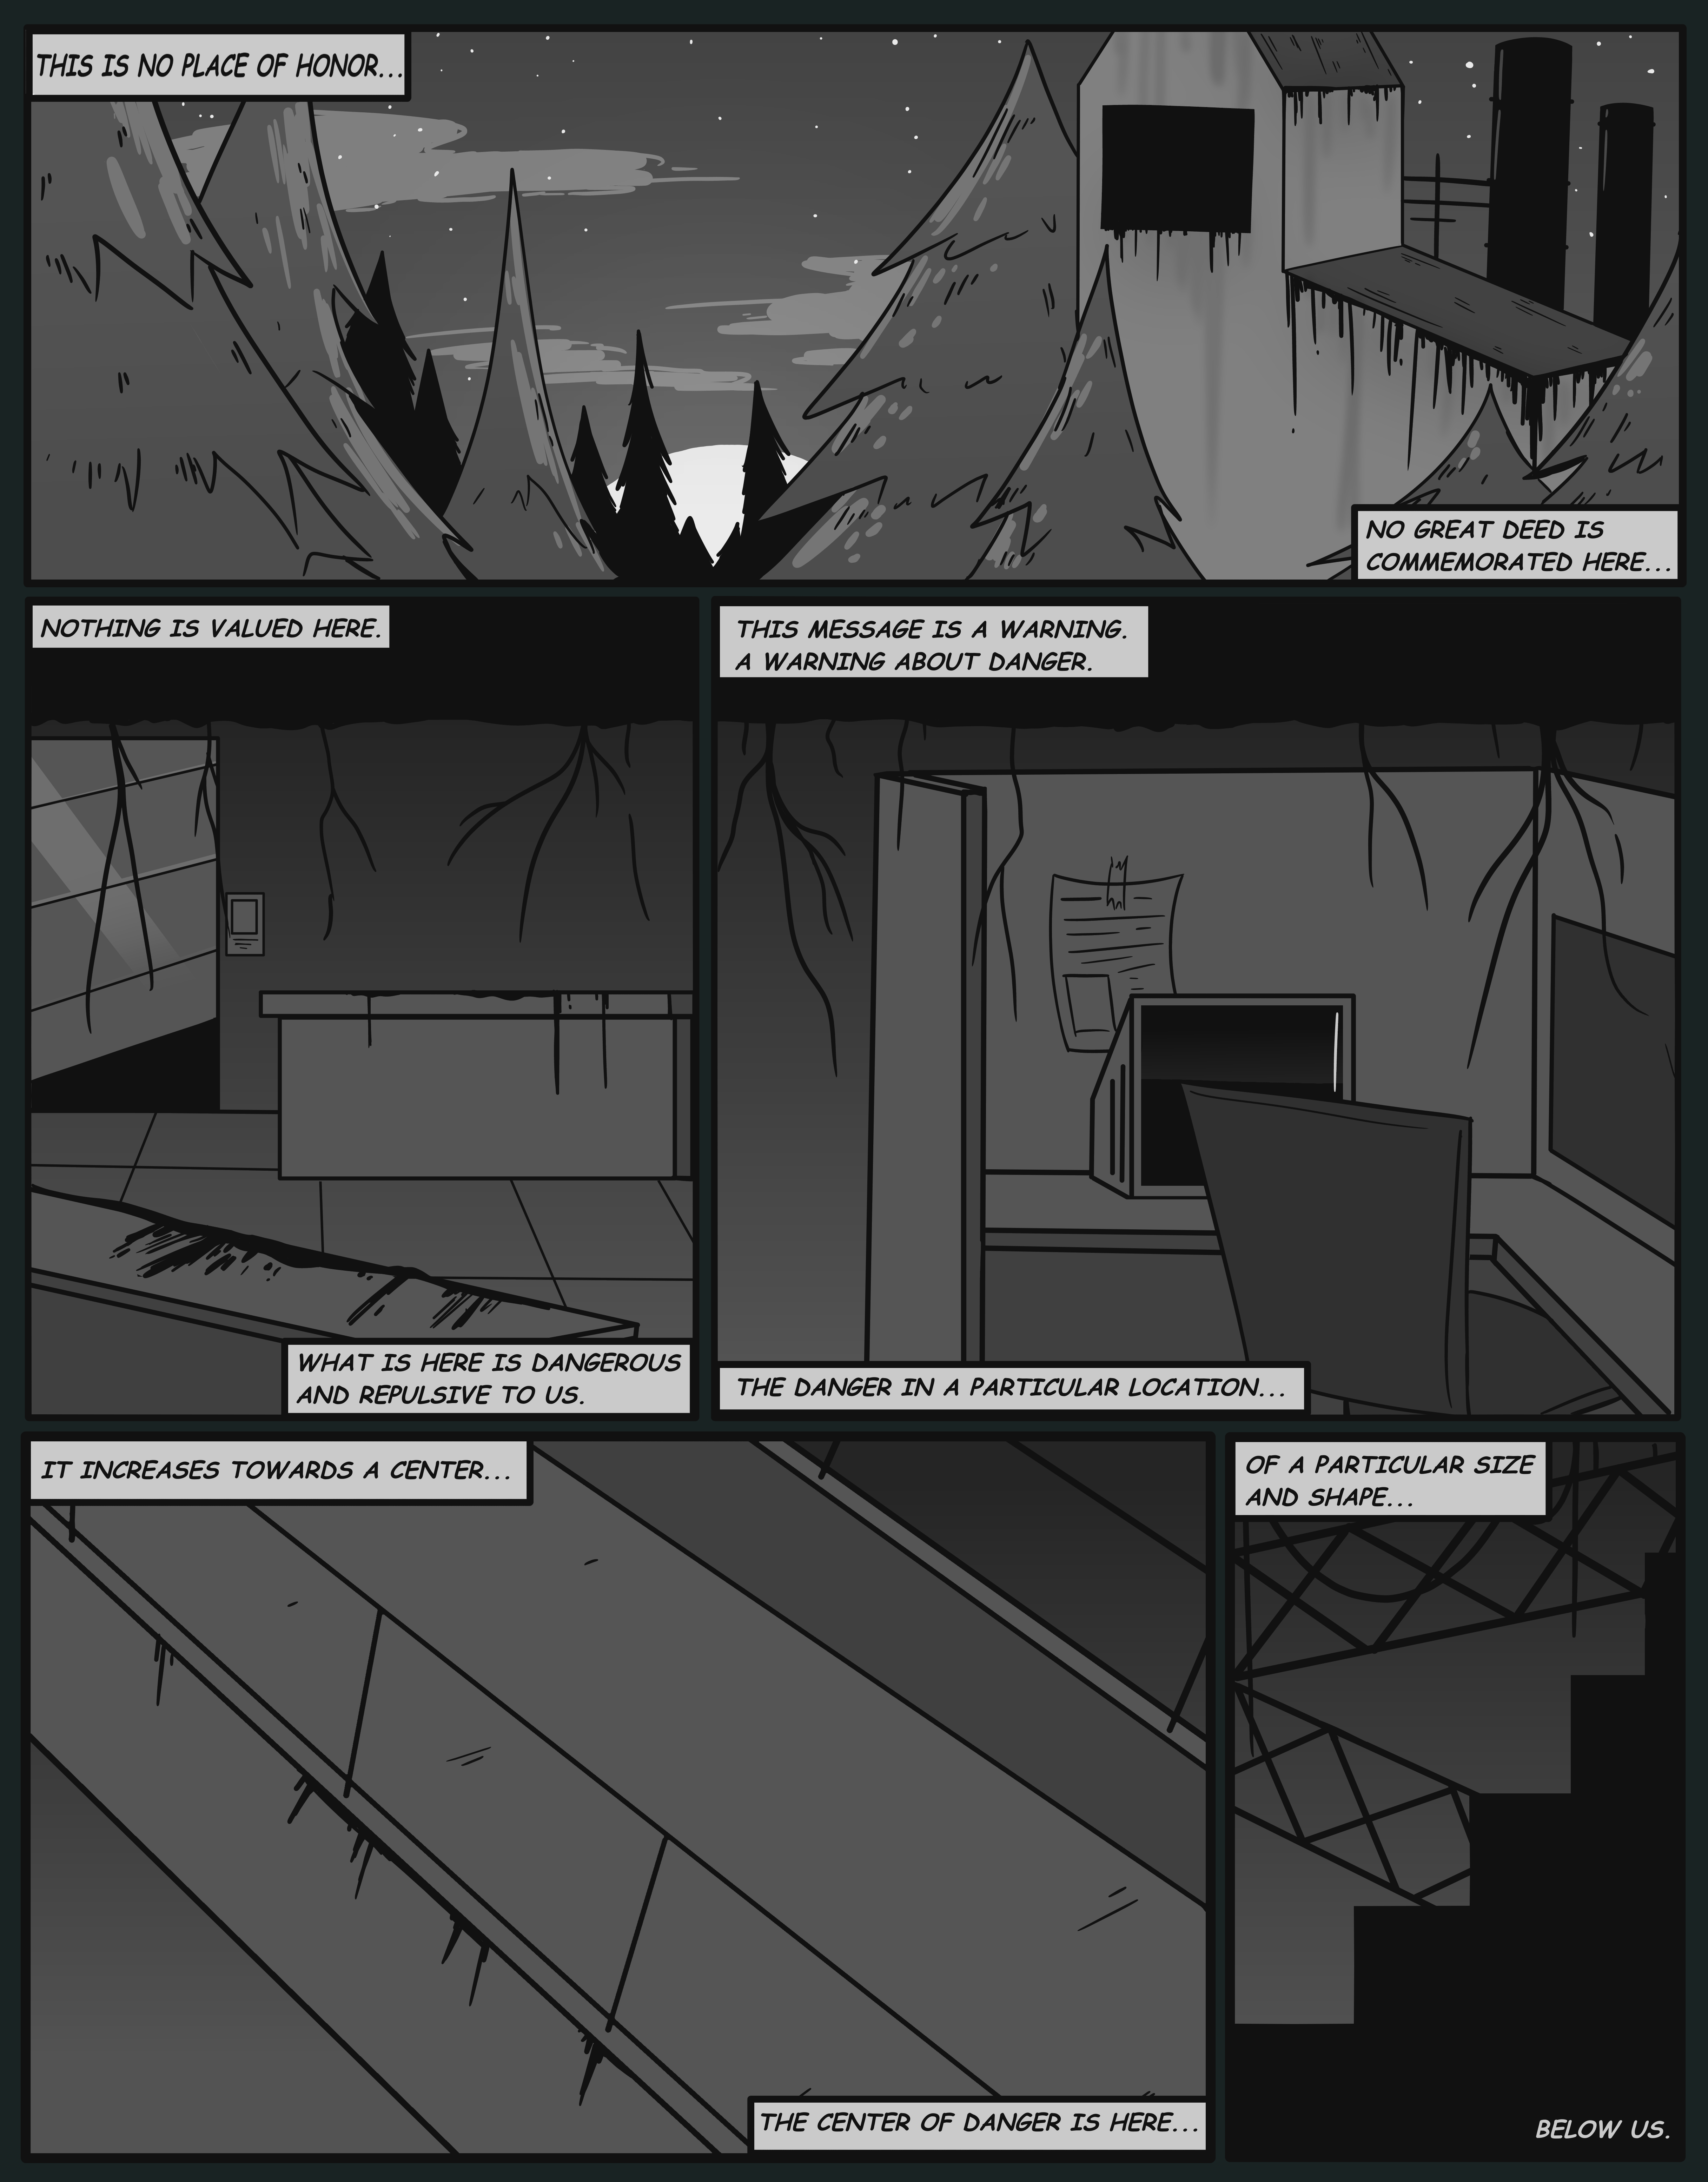 THIS IS NO PLACE OF HONOR...
NO GREAT DEED IS
COMMEMORATED HERE...
NOTHING IS VALUED HERE.
WHAT IS HERE IS DANGEROUS
AND REPULSIVE TO US.
THIS MESSAGE IS A WARNING.
A WARNING ABOUT DANGER.
THE DANGER IN A PARTICULAR LOCATION...
IT INCREASES TOWARDS A CENTER...
THE CENTER OF DANGER IS HERE...
OF A PARTICULAR SIZE
AND SHAPE...
BELOW US.